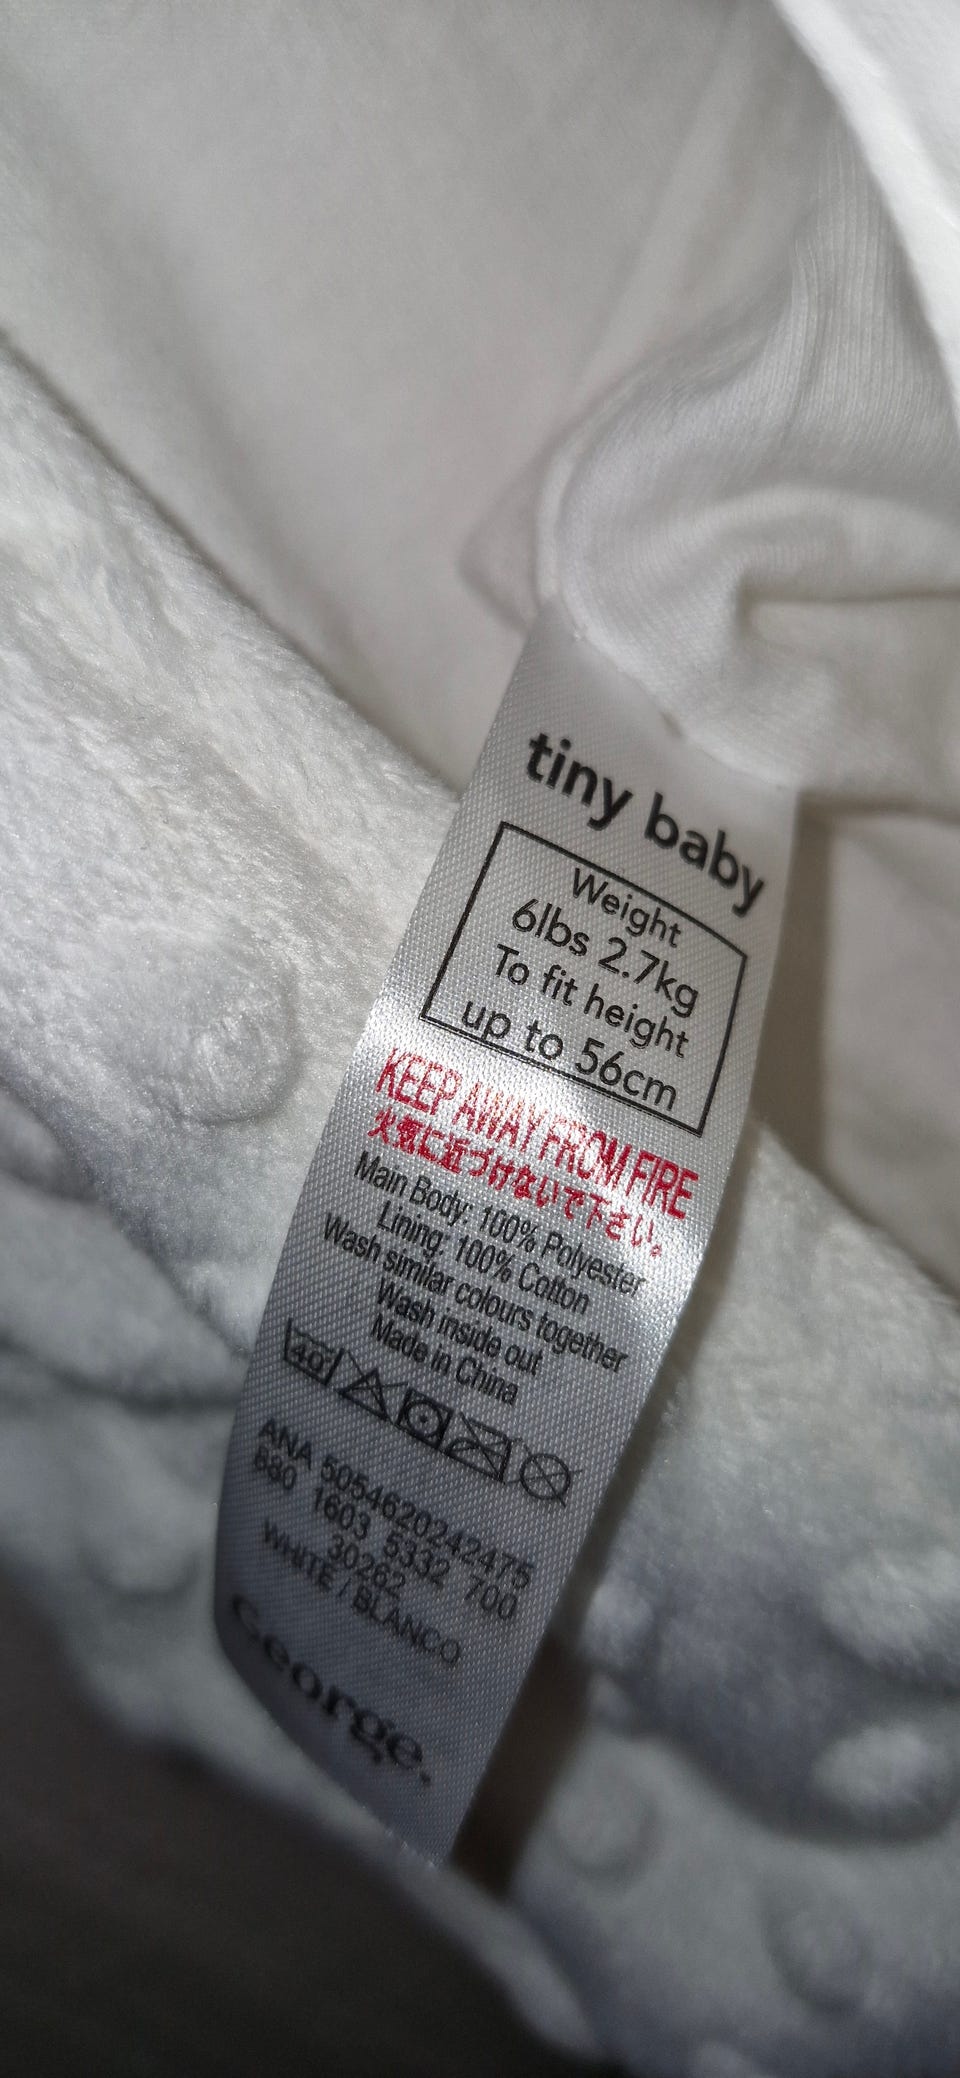 tiny baby
Weight
6lbs 2.7kg
To fit height
up to 56cm
KEEP AWAY FROM FIRE
火気に近づけないで下さい。
Main Body: 100% Polyester
Lining: 100% Cotton
Wash similar colours together
Wash inside out
Made in China
40°
ANA 5054620242475
B80 1603 5332 700
30262
WHITE / BLANCO
George.